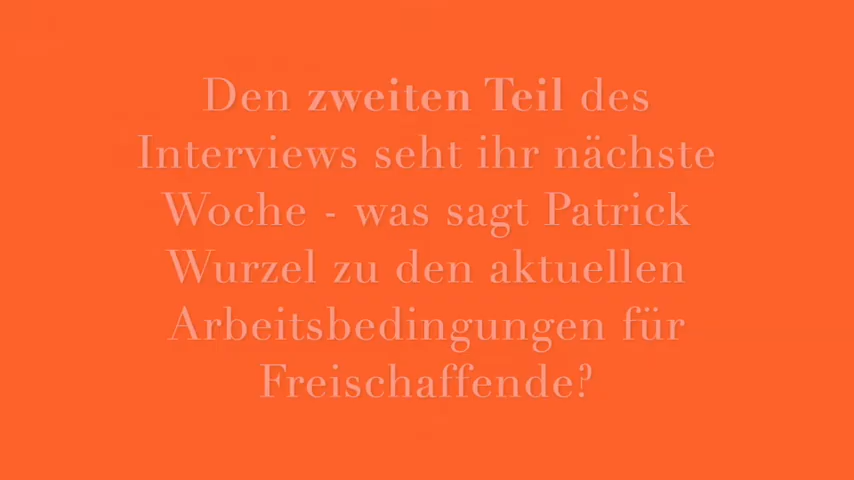 Den zweiten Teil des
Interviews seht ihr nächste
Woche - was sagt Patrick
Wurzel zu den aktuellen
Arbeitsbedingungen für
Freischaffende?